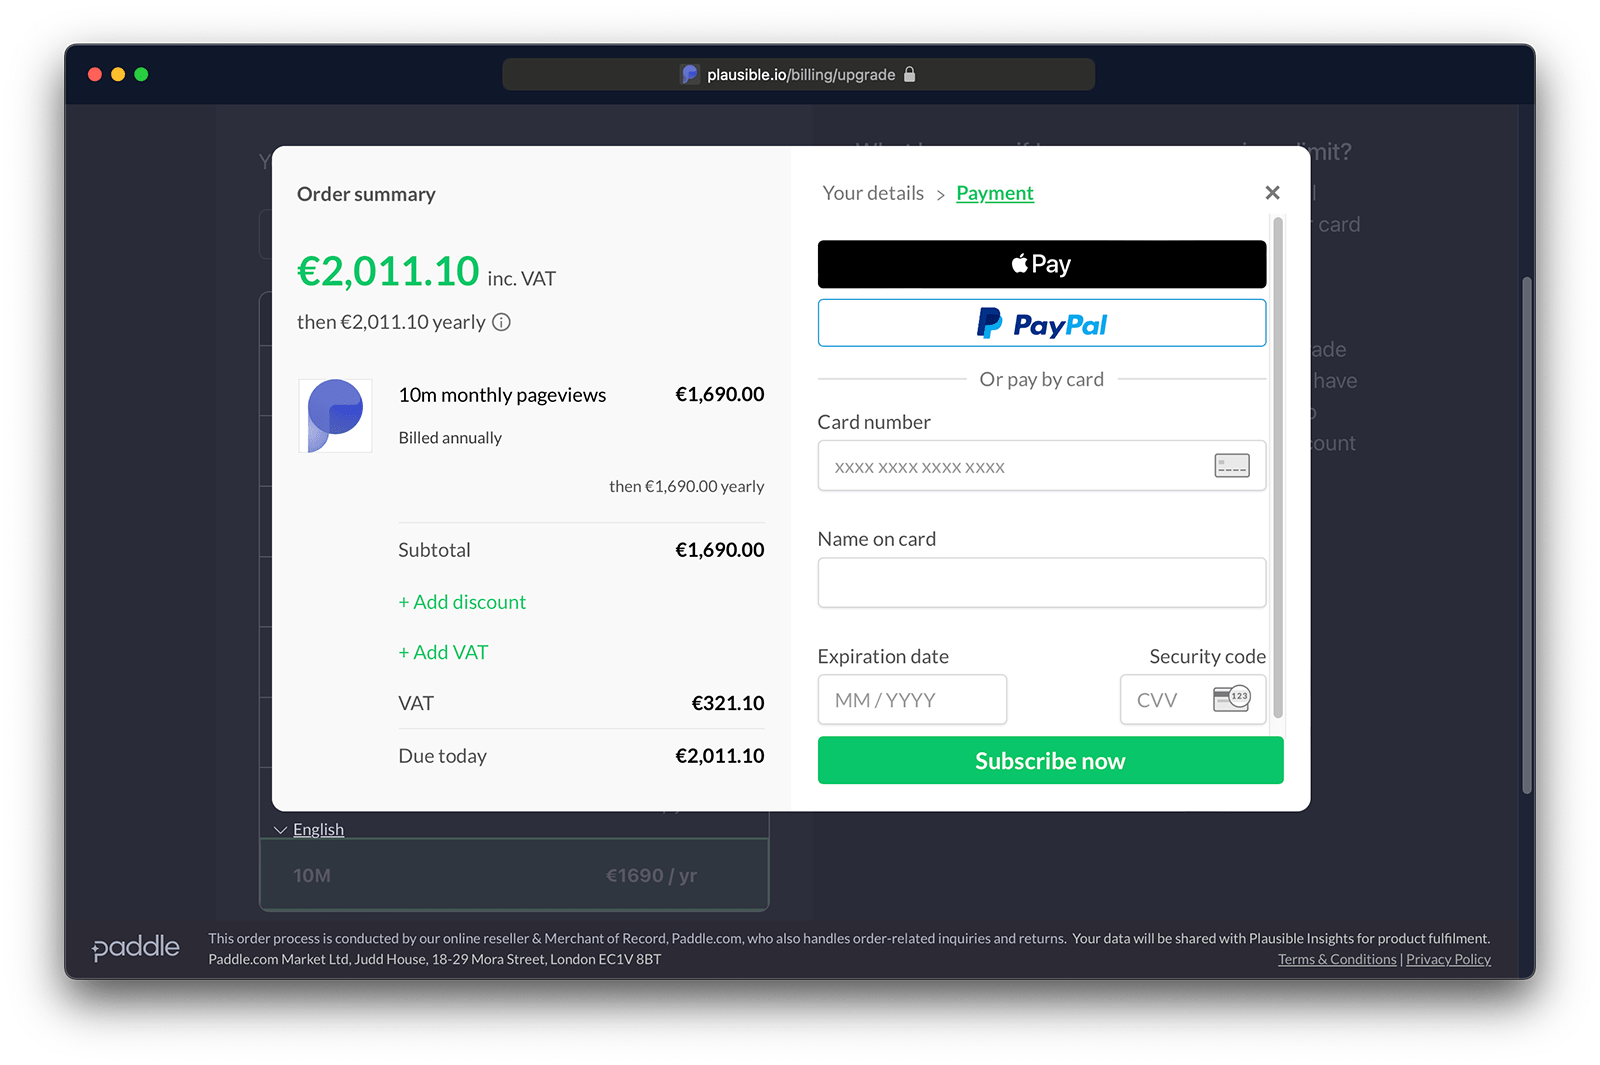 plausible.io/billing/upgrade
Order summary
€2,011.10 inc. VAT
then €2,011.10 yearly
10m monthly pageviews €1,690.00
Billed annually
then €1,690.00 yearly
Subtotal €1,690.00
+ Add discount
+ Add VAT
VAT €321.10
Due today €2,011.10
Your details > Payment
Pay
PayPal
Or pay by card
Card number
xxxx xxxx xxxx xxxx
Name on card
Expiration date Security code
MM / YYYY CVV 123
Subscribe now
card
have
English
10M €1690 / yr
paddle
This order process is conducted by our online reseller & Merchant of Record, Paddle.com, who also handles order-related inquiries and returns. Your data will be shared with Plausible Insights for product fulfilment.
Paddle.com Market Ltd, Judd House, 18-29 Mora Street, London EC1V 8BT
Terms & Conditions | Privacy Policy